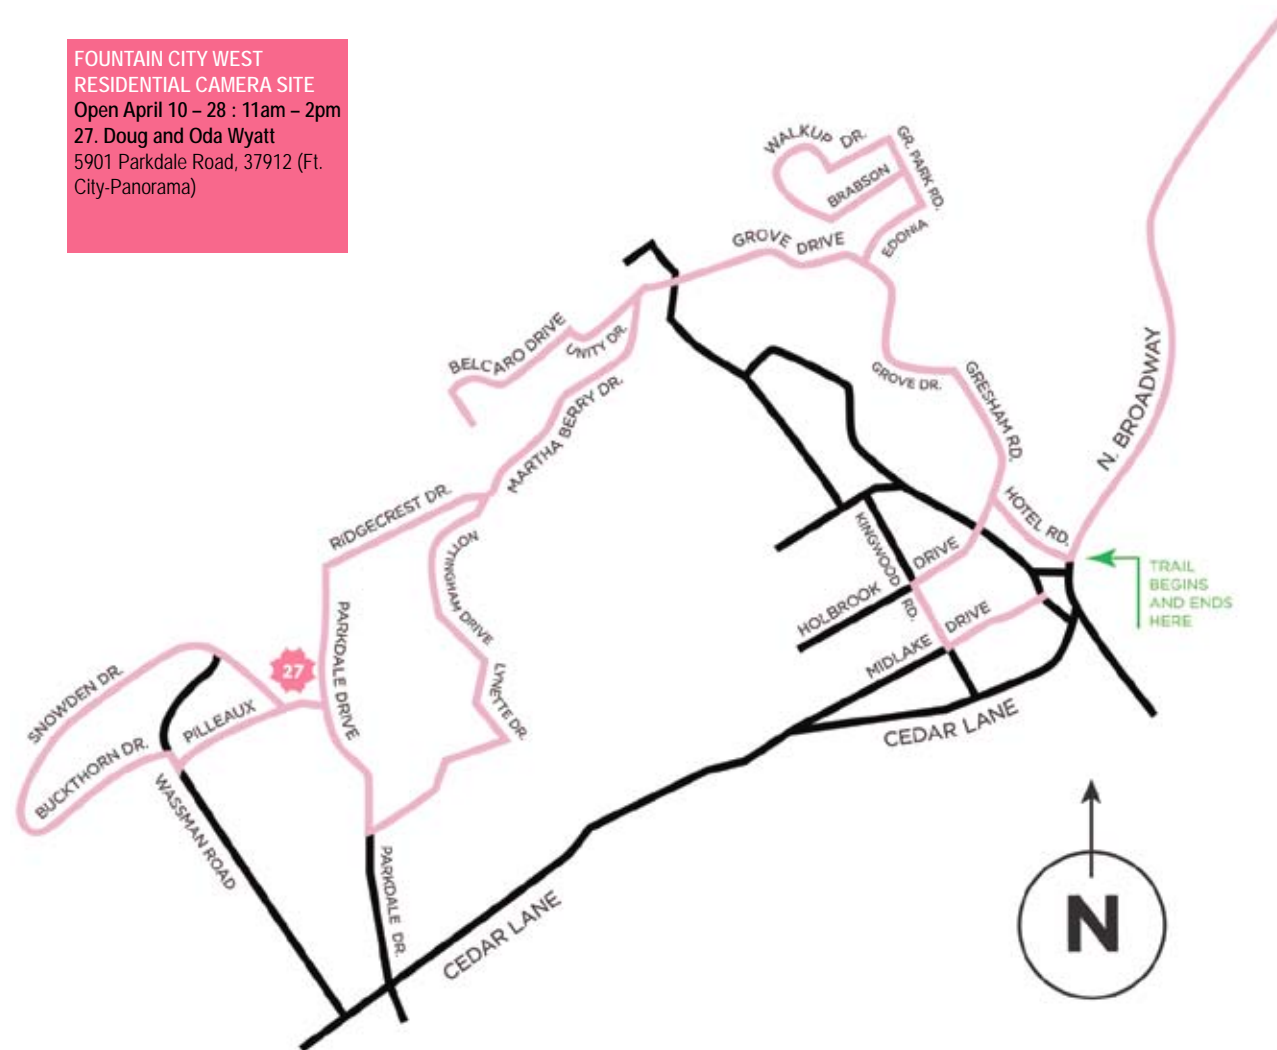 FOUNTAIN CITY WEST
RESIDENTIAL CAMERA SITE
Open April 10 – 28 : 11am – 2pm
27. Doug and Oda Wyatt
5901 Parkdale Road, 37912 (Ft.
City-Panorama)
WALKUP DR.
GR. PARK RD.
BRABSON
EDONIA
GROVE DRIVE
BELCARO DRIVE
UNITY DR.
MARTHA BERRY DR.
GROVE DR.
GRESHAM RD.
N. BROADWAY
HOTEL RD.
RIDGECREST DR.
NOTTINGHAM DRIVE
KINGWOOD RD.
HOLBROOK DRIVE
MIDLAKE DRIVE
TRAIL
BEGINS
AND ENDS
HERE
PARKDALE DRIVE
27
LYNETTE DR.
SNOWDEN DR.
PILLEAUX
BUCKTHORN DR.
WASSMAN ROAD
CEDAR LANE
PARKDALE DR.
CEDAR LANE
N